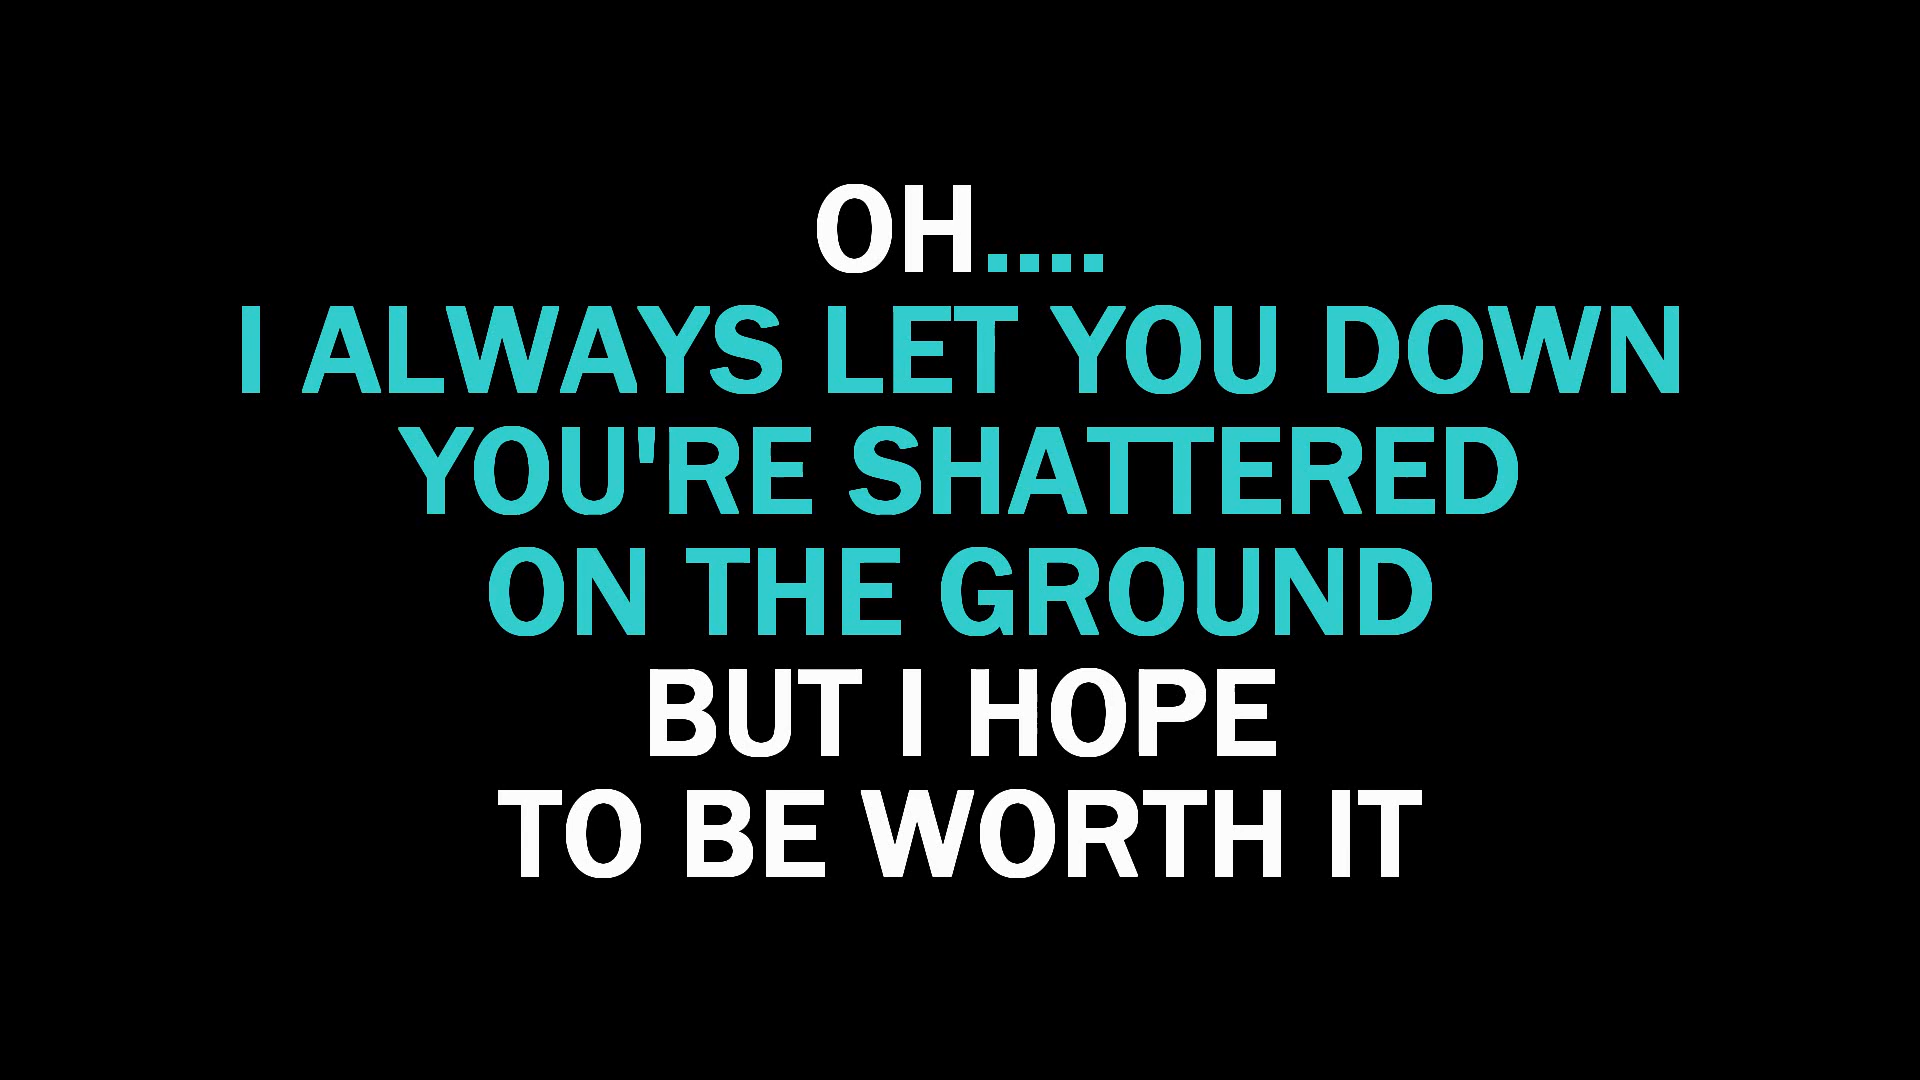 OH....
I ALWAYS LET YOU DOWN
YOU'RE SHATTERED
ON THE GROUND
BUT I HOPE
TO BE WORTH IT